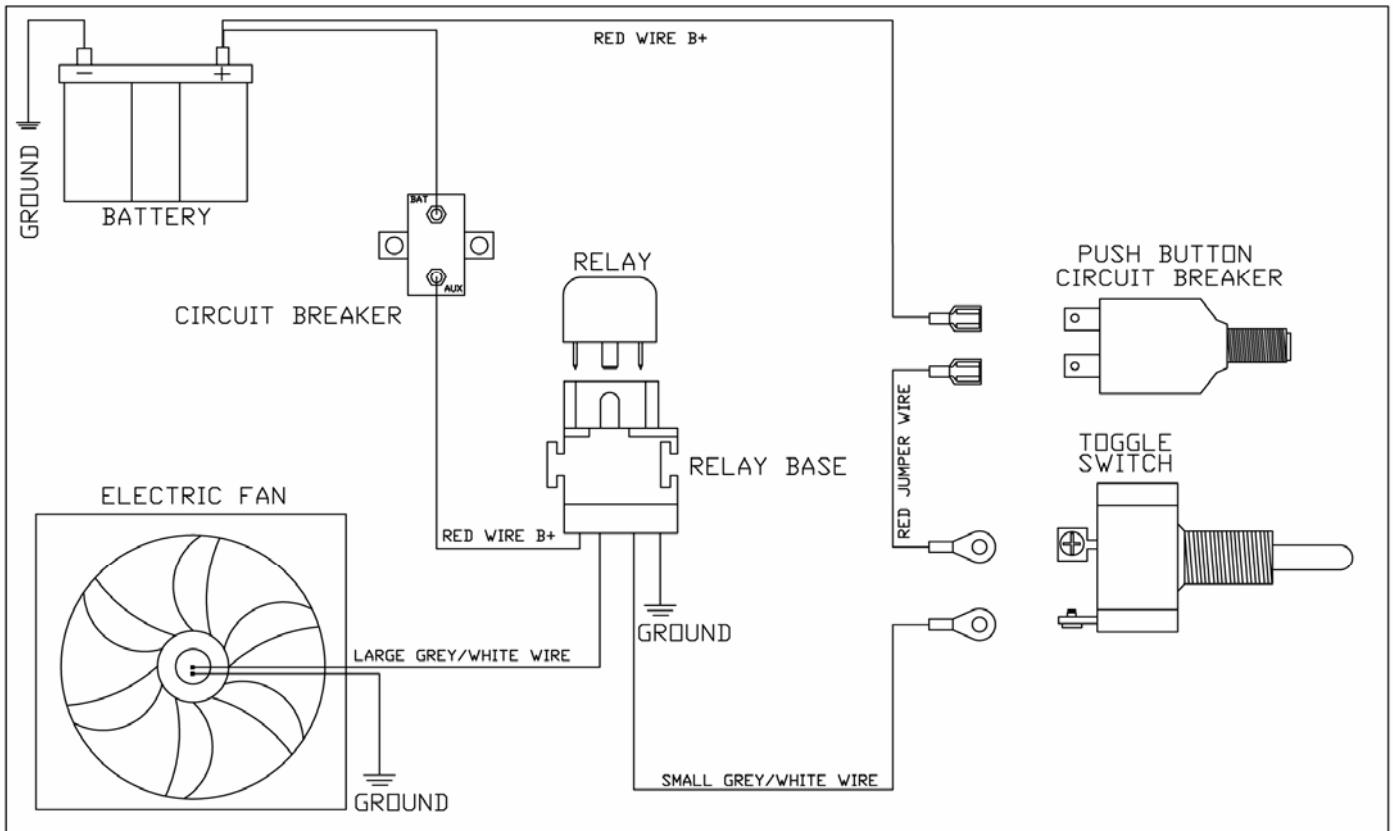 RED WIRE B+
−
+
GROUND
BATTERY
BAT
AUX
CIRCUIT BREAKER
RELAY
PUSH BUTTON
CIRCUIT BREAKER
RED JUMPER WIRE
TOGGLE
SWITCH
RELAY BASE
ELECTRIC FAN
RED WIRE B+
GROUND
LARGE GREY/WHITE WIRE
SMALL GREY/WHITE WIRE
GROUND